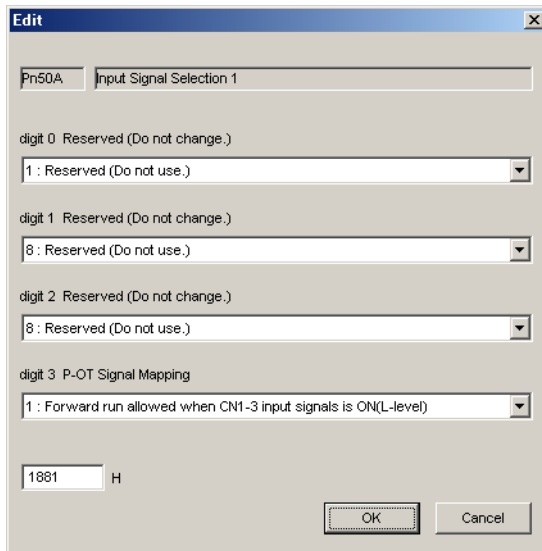 Edit
Pn50A Input Signal Selection 1
digit 0 Reserved (Do not change.)
1 : Reserved (Do not use.)
digit 1 Reserved (Do not change.)
8 : Reserved (Do not use.)
digit 2 Reserved (Do not change.)
8 : Reserved (Do not use.)
digit 3 P-OT Signal Mapping
1 : Forward run allowed when CN1-3 input signals is ON(L-level)
1881 H
OK Cancel